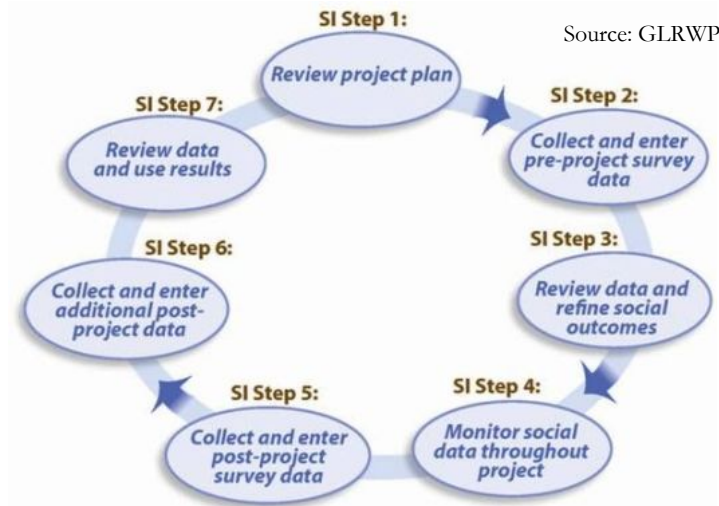 Source: GLRWP
SI Step 1:
Review project plan
SI Step 2:
Collect and enter
pre-project survey
data
SI Step 3:
Review data and
refine social
outcomes
SI Step 4:
Monitor social
data throughout
project
SI Step 5:
Collect and enter
post-project
survey data
SI Step 6:
Collect and enter
additional post-
project data
SI Step 7:
Review data
and use results